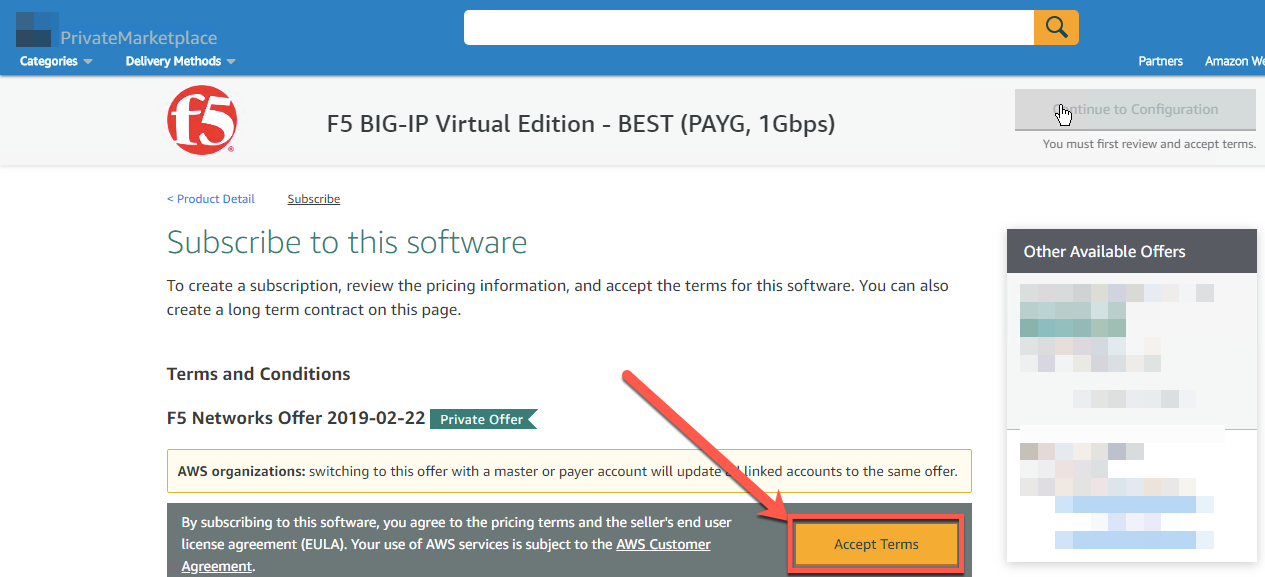 PrivateMarketplace
Categories
Delivery Methods
Partners
Amazon We
f5
F5 BIG-IP Virtual Edition - BEST (PAYG, 1Gbps)
Continue to Configuration
You must first review and accept terms.
< Product Detail
Subscribe
Subscribe to this software
To create a subscription, review the pricing information, and accept the terms for this software. You can also
create a long term contract on this page.
Other Available Offers
Terms and Conditions
F5 Networks Offer 2019-02-22
Private Offer
AWS organizations: switching to this offer with a master or payer account will update all linked accounts to the same offer.
By subscribing to this software, you agree to the pricing terms and the seller's end user
license agreement (EULA). Your use of AWS services is subject to the AWS Customer
Agreement.
Accept Terms